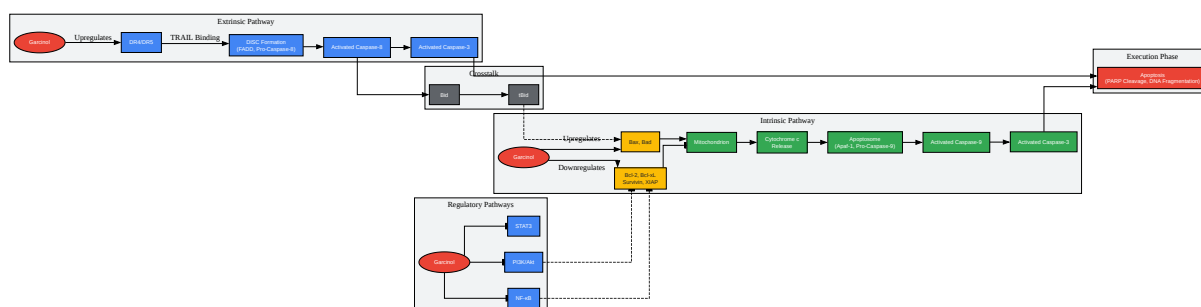 Extrinsic Pathway
Garcinol
Upregulates
DR4/DR5
TRAIL Binding
DISC Formation
(FADD, Pro-Caspase-8)
Activated Caspase-8
Activated Caspase-3
Crosstalk
Bid
tBid
Execution Phase
Apoptosis
(PARP Cleavage, DNA Fragmentation)
Intrinsic Pathway
Garcinol
Upregulates
Downregulates
Bax, Bad
Bcl-2, Bcl-xL
Survivin, XIAP
Mitochondrion
Cytochrome c
Release
Apoptosome
(Apaf-1, Pro-Caspase-9)
Activated Caspase-9
Activated Caspase-3
Regulatory Pathways
Garcinol
STAT3
PI3K/Akt
NF-κB